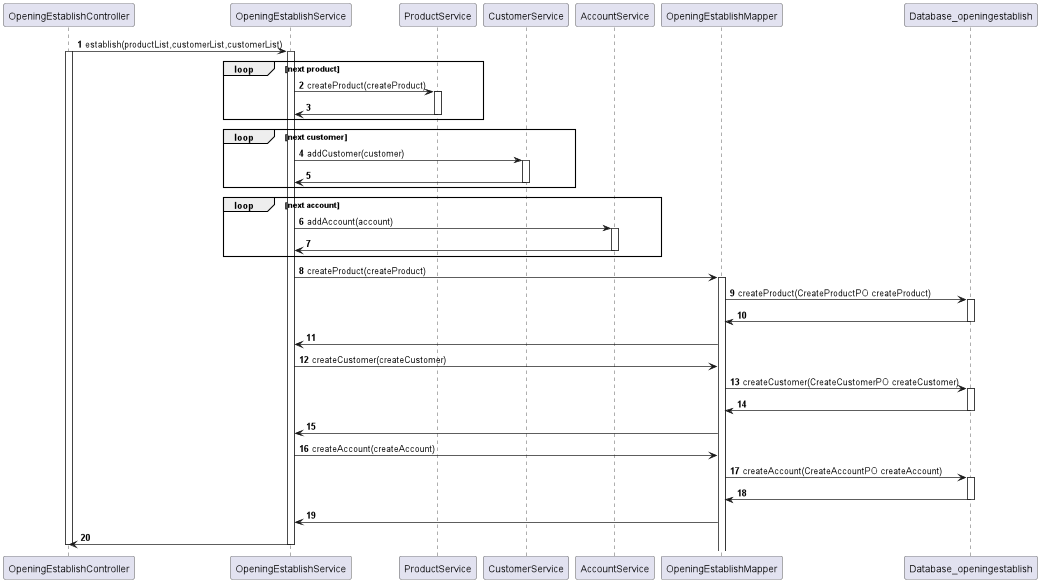 OpeningEstablishController OpeningEstablishService ProductService CustomerService AccountService OpeningEstablishMapper Database_openingestablish
1 establish(productList,customerList,customerList)
loop [next product]
2 createProduct(createProduct)
3
loop [next customer]
4 addCustomer(customer)
5
loop [next account]
6 addAccount(account)
7
8 createProduct(createProduct)
9 createProduct(CreateProductPO createProduct)
10
11
12 createCustomer(createCustomer)
13 createCustomer(CreateCustomerPO createCustomer)
14
15
16 createAccount(createAccount)
17 createAccount(CreateAccountPO createAccount)
18
19
20
OpeningEstablishController OpeningEstablishService ProductService CustomerService AccountService OpeningEstablishMapper Database_openingestablish